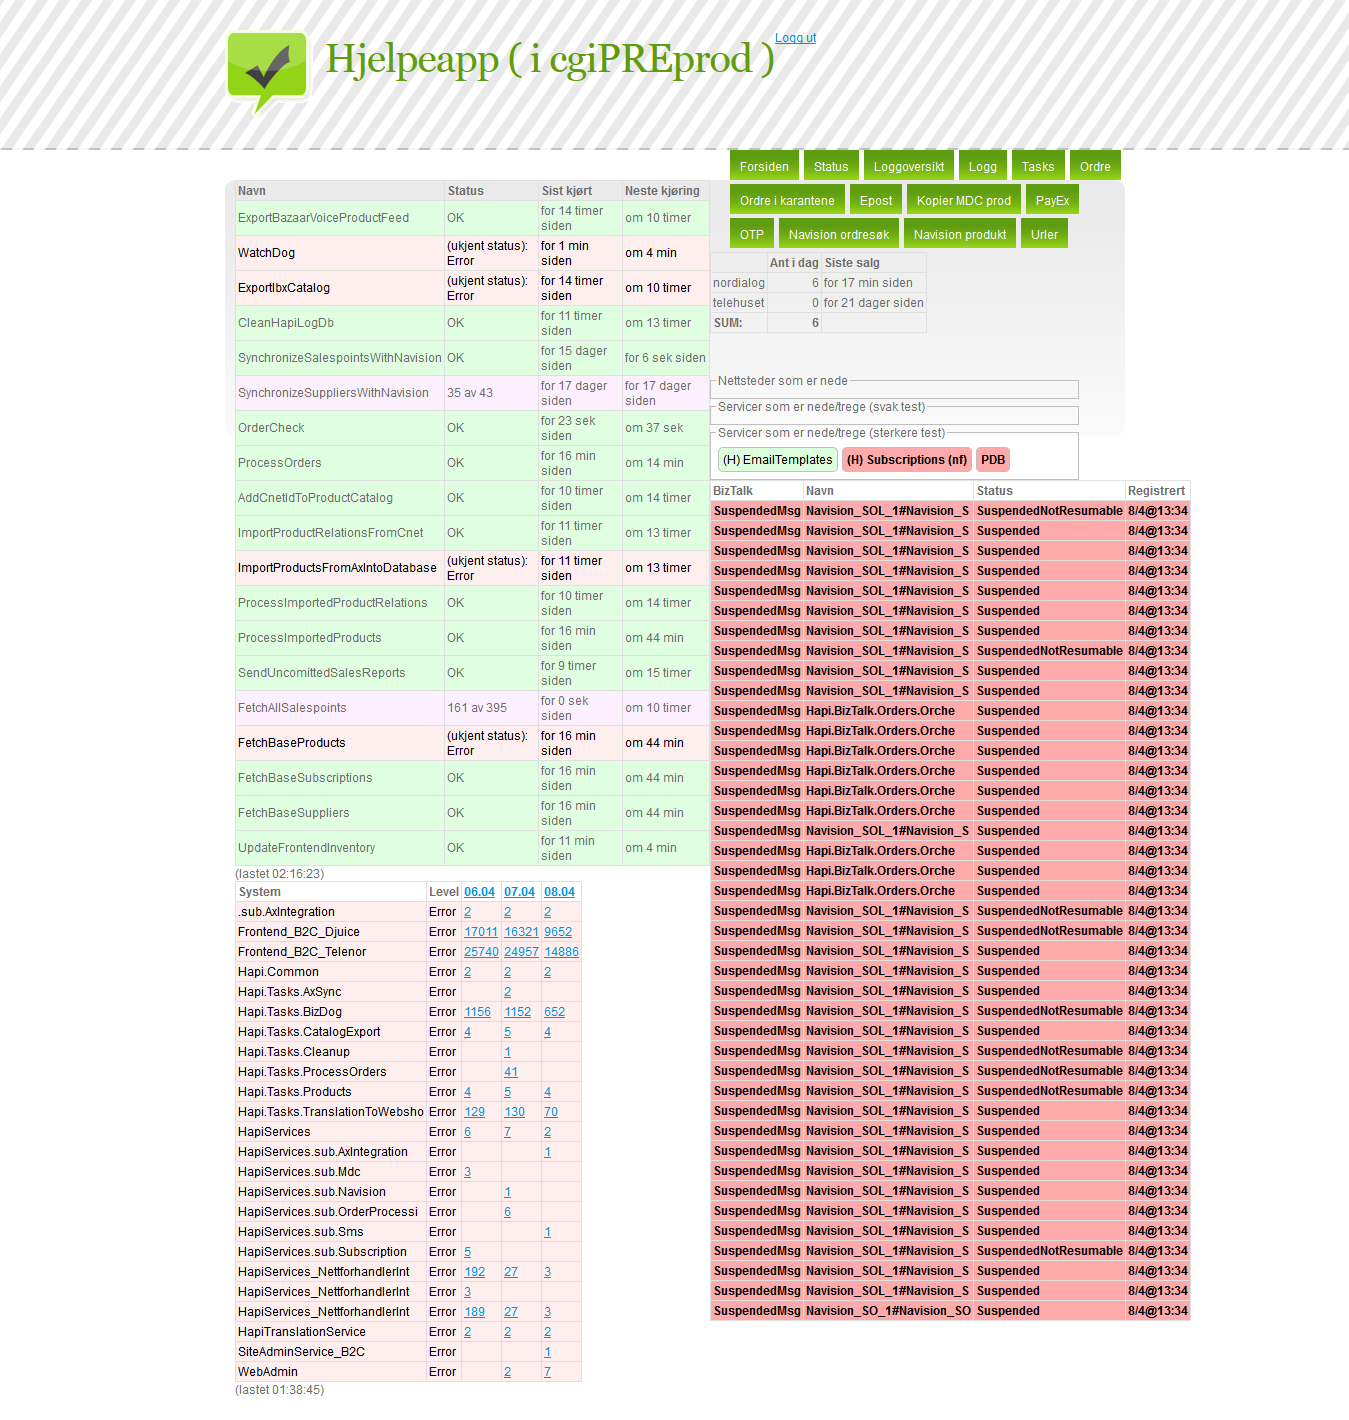 Hjelpeapp ( i cgiPREprod )
Logg ut
Forsiden Status Loggoversikt Logg Tasks Ordre
Ordre i karantene Epost Kopier MDC prod PayEx
OTP Navision ordresøk Navision produkt Urler
Navn Status Sist kjørt Neste kjøring
ExportBazaarVoiceProductFeed OK for 14 timer siden om 10 timer
WatchDog (ukjent status): Error for 1 min siden om 4 min
ExportIbxCatalog (ukjent status): Error for 14 timer siden om 10 timer
CleanHapiLogDb OK for 11 timer siden om 13 timer
SynchronizeSalespointsWithNavision OK for 15 dager siden for 6 sek siden
SynchronizeSuppliersWithNavision 35 av 43 for 17 dager siden for 17 dager siden
OrderCheck OK for 23 sek siden om 37 sek
ProcessOrders OK for 16 min siden om 14 min
AddCnetIdToProductCatalog OK for 10 timer siden om 14 timer
ImportProductRelationsFromCnet OK for 11 timer siden om 13 timer
ImportProductsFromAxIntoDatabase (ukjent status): Error for 11 timer siden om 13 timer
ProcessImportedProductRelations OK for 10 timer siden om 14 timer
ProcessImportedProducts OK for 16 min siden om 44 min
SendUncomittedSalesReports OK for 9 timer siden om 15 timer
FetchAllSalespoints 161 av 395 for 0 sek siden om 10 timer
FetchBaseProducts (ukjent status): Error for 16 min siden om 44 min
FetchBaseSubscriptions OK for 16 min siden om 44 min
FetchBaseSuppliers OK for 16 min siden om 44 min
UpdateFrontendInventory OK for 11 min siden om 4 min
(lastet 02:16:23)
System Level 06.04 07.04 08.04
.sub.AxIntegration Error 2 2 2
Frontend_B2C_Djuice Error 17011 16321 9652
Frontend_B2C_Telenor Error 25740 24957 14886
Hapi.Common Error 2 2 2
Hapi.Tasks.AxSync Error 2
Hapi.Tasks.BizDog Error 1156 1152 652
Hapi.Tasks.CatalogExport Error 4 5 4
Hapi.Tasks.Cleanup Error 1
Hapi.Tasks.ProcessOrders Error 41
Hapi.Tasks.Products Error 4 5 4
Hapi.Tasks.TranslationToWebsho Error 129 130 70
HapiServices Error 6 7 2
HapiServices.sub.AxIntegration Error 1
HapiServices.sub.Mdc Error 3
HapiServices.sub.Navision Error 1
HapiServices.sub.OrderProcessi Error 6
HapiServices.sub.Sms Error 1
HapiServices.sub.Subscription Error 5
HapiServices_NettforhandlerInt Error 192 27 3
HapiServices_NettforhandlerInt Error 3
HapiServices_NettforhandlerInt Error 189 27 3
HapiTranslationService Error 2 2 2
SiteAdminService_B2C Error 1
WebAdmin Error 2 7
(lastet 01:38:45)
Ant i dag Siste salg
nordialog 6 for 17 min siden
telehuset 0 for 21 dager siden
SUM: 6
Nettsteder som er nede
Servicer som er nede/trege (svak test)
Servicer som er nede/trege (sterkere test)
(H) EmailTemplates (H) Subscriptions (nf) PDB
BizTalk Navn Status Registrert
SuspendedMsg Navision_SOL_1#Navision_S SuspendedNotResumable 8/4@13:34
SuspendedMsg Navision_SOL_1#Navision_S Suspended 8/4@13:34
SuspendedMsg Navision_SOL_1#Navision_S Suspended 8/4@13:34
SuspendedMsg Navision_SOL_1#Navision_S Suspended 8/4@13:34
SuspendedMsg Navision_SOL_1#Navision_S Suspended 8/4@13:34
SuspendedMsg Navision_SOL_1#Navision_S Suspended 8/4@13:34
SuspendedMsg Navision_SOL_1#Navision_S Suspended 8/4@13:34
SuspendedMsg Navision_SOL_1#Navision_S SuspendedNotResumable 8/4@13:34
SuspendedMsg Navision_SOL_1#Navision_S Suspended 8/4@13:34
SuspendedMsg Navision_SOL_1#Navision_S Suspended 8/4@13:34
SuspendedMsg Hapi.BizTalk.Orders.Orche Suspended 8/4@13:34
SuspendedMsg Hapi.BizTalk.Orders.Orche Suspended 8/4@13:34
SuspendedMsg Hapi.BizTalk.Orders.Orche Suspended 8/4@13:34
SuspendedMsg Hapi.BizTalk.Orders.Orche Suspended 8/4@13:34
SuspendedMsg Hapi.BizTalk.Orders.Orche Suspended 8/4@13:34
SuspendedMsg Hapi.BizTalk.Orders.Orche Suspended 8/4@13:34
SuspendedMsg Navision_SOL_1#Navision_S Suspended 8/4@13:34
SuspendedMsg Hapi.BizTalk.Orders.Orche Suspended 8/4@13:34
SuspendedMsg Hapi.BizTalk.Orders.Orche Suspended 8/4@13:34
SuspendedMsg Hapi.BizTalk.Orders.Orche Suspended 8/4@13:34
SuspendedMsg Navision_SOL_1#Navision_S SuspendedNotResumable 8/4@13:34
SuspendedMsg Navision_SOL_1#Navision_S SuspendedNotResumable 8/4@13:34
SuspendedMsg Navision_SOL_1#Navision_S Suspended 8/4@13:34
SuspendedMsg Navision_SOL_1#Navision_S Suspended 8/4@13:34
SuspendedMsg Navision_SOL_1#Navision_S Suspended 8/4@13:34
SuspendedMsg Navision_SOL_1#Navision_S SuspendedNotResumable 8/4@13:34
SuspendedMsg Navision_SOL_1#Navision_S Suspended 8/4@13:34
SuspendedMsg Navision_SOL_1#Navision_S SuspendedNotResumable 8/4@13:34
SuspendedMsg Navision_SOL_1#Navision_S SuspendedNotResumable 8/4@13:34
SuspendedMsg Navision_SOL_1#Navision_S SuspendedNotResumable 8/4@13:34
SuspendedMsg Navision_SOL_1#Navision_S Suspended 8/4@13:34
SuspendedMsg Navision_SOL_1#Navision_S Suspended 8/4@13:34
SuspendedMsg Navision_SOL_1#Navision_S Suspended 8/4@13:34
SuspendedMsg Navision_SOL_1#Navision_S Suspended 8/4@13:34
SuspendedMsg Navision_SOL_1#Navision_S Suspended 8/4@13:34
SuspendedMsg Navision_SOL_1#Navision_S Suspended 8/4@13:34
SuspendedMsg Navision_SOL_1#Navision_S Suspended 8/4@13:34
SuspendedMsg Navision_SOL_1#Navision_S SuspendedNotResumable 8/4@13:34
SuspendedMsg Navision_SOL_1#Navision_S Suspended 8/4@13:34
SuspendedMsg Navision_SOL_1#Navision_S Suspended 8/4@13:34
SuspendedMsg Navision_SO_1#Navision_SO Suspended 8/4@13:34